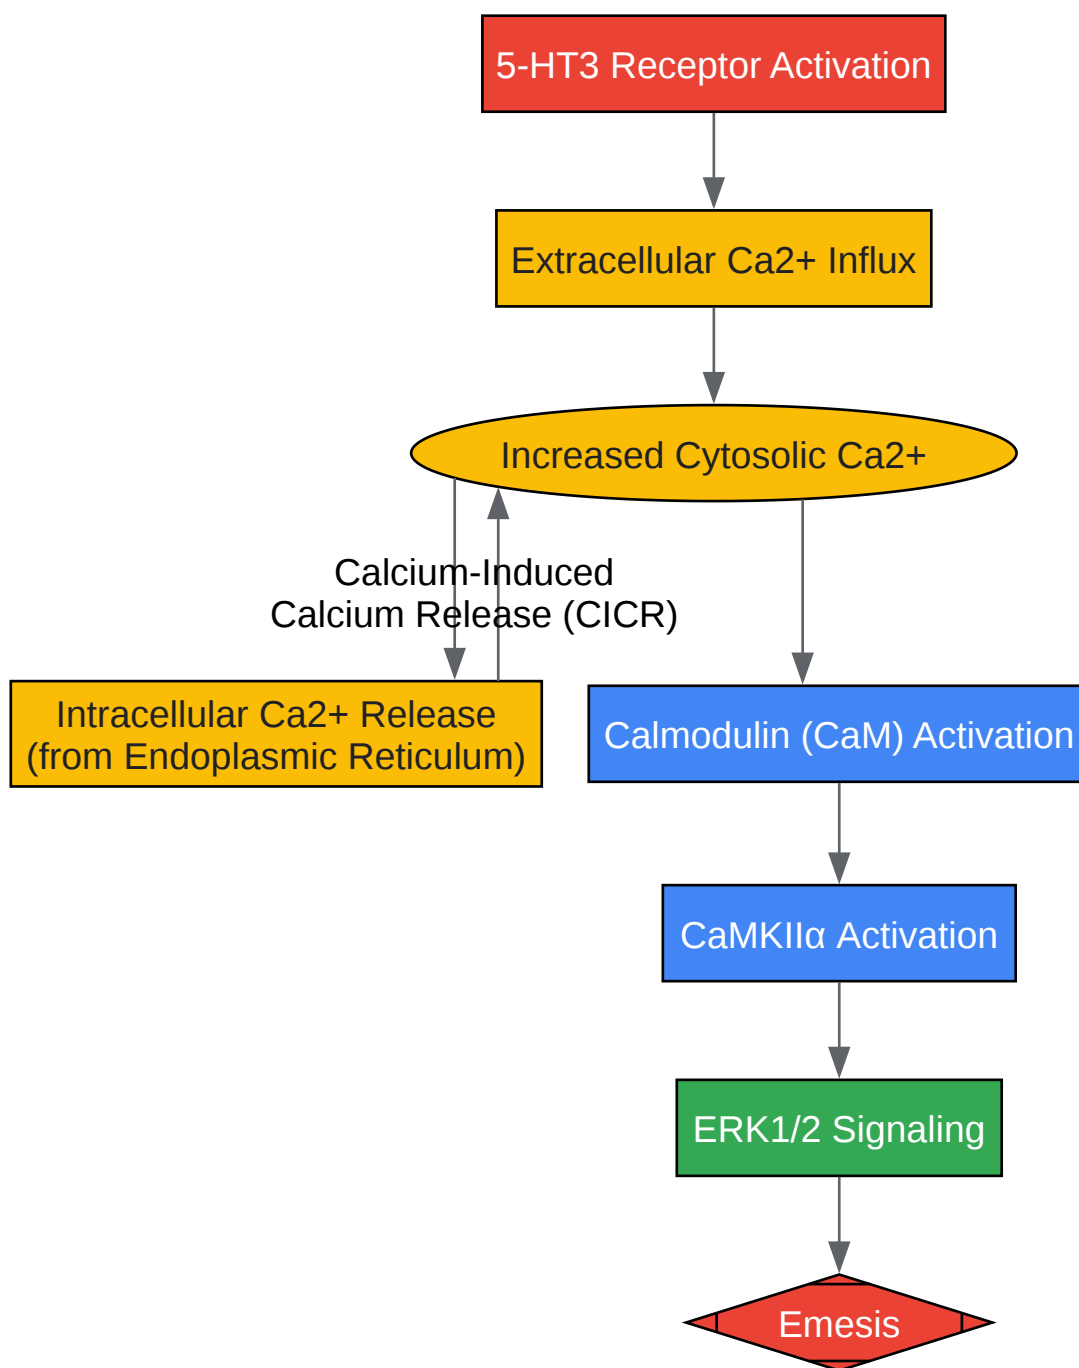 5-HT3 Receptor Activation
Extracellular Ca2+ Influx
Increased Cytosolic Ca2+
Calcium-Induced
Calcium Release (CICR)
Intracellular Ca2+ Release
(from Endoplasmic Reticulum)
Calmodulin (CaM) Activation
CaMKIIα Activation
ERK1/2 Signaling
Emesis